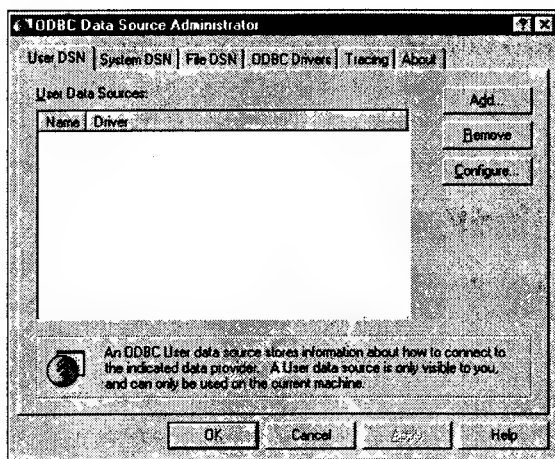 ODBC Data Source Administrator
User DSN System DSN File DSN ODBC Drivers Tracing About
User Data Sources:
Name Driver
Add...
Remove
Configure...
An ODBC User data source stores information about how to connect to
the indicated data provider. A User data source is only visible to you,
and can only be used on the current machine.
OK Cancel Apply Help